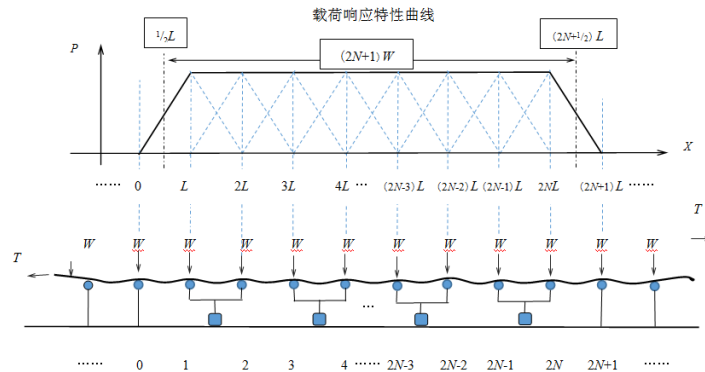 载荷响应特性曲线
1/2L
(2N+1/2) L
(2N+1) W
P
X
…… 0 L 2L 3L 4L … (2N-3) L (2N-2) L (2N-1) L 2NL (2N+1) L ……
T
W W W W W W W W W W W W
T
…
…… 0 1 2 3 4 …… 2N-3 2N-2 2N-1 2N 2N+1 ……